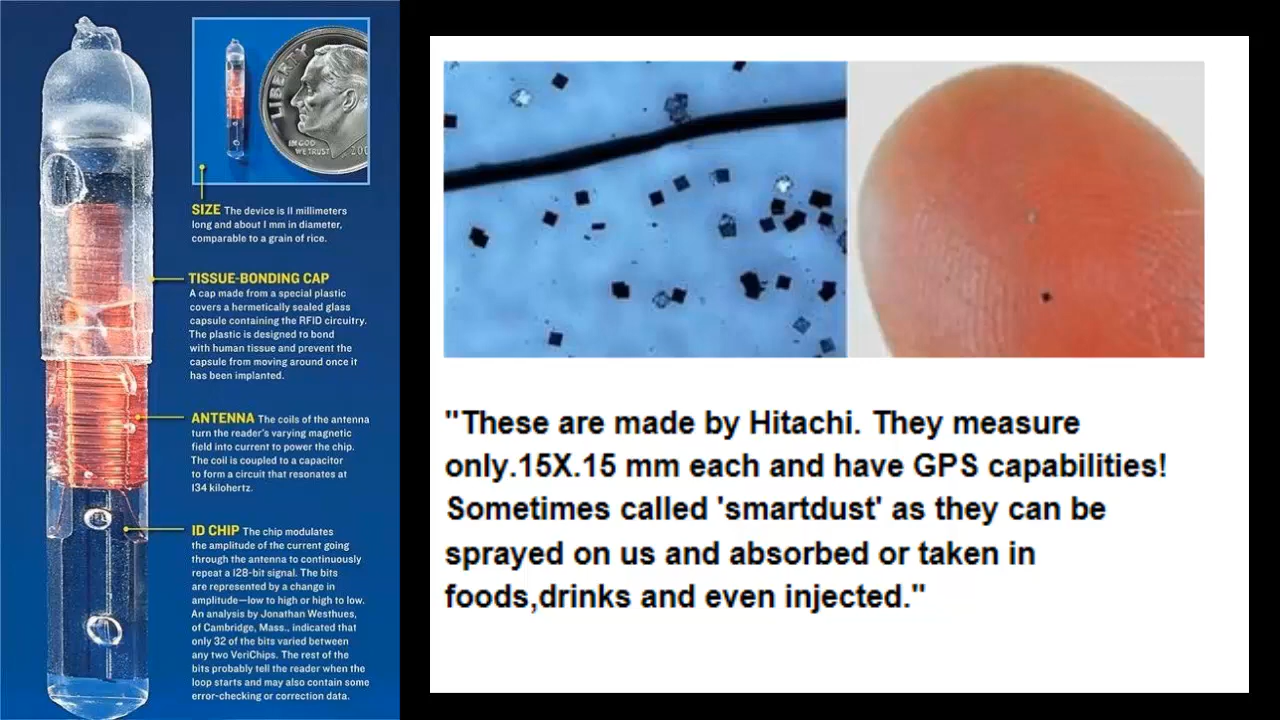 LIBERTY
IN GOD
WE TRUST
200
SIZE The device is 11 millimeters
long and about 1 mm in diameter,
comparable to a grain of rice.
TISSUE-BONDING CAP
A cap made from a special plastic
covers a hermetically sealed glass
capsule containing the RFID circuitry.
The plastic is designed to bond
with human tissue and prevent the
capsule from moving around once it
has been implanted.
ANTENNA The coils of the antenna
turn the reader's varying magnetic
field into current to power the chip.
The coil is coupled to a capacitor
to form a circuit that resonates at
134 kilohertz.
ID CHIP The chip modulates
the amplitude of the current going
through the antenna to continuously
repeat a 128-bit signal. The bits
are represented by a change in
amplitude—low to high or high to low.
An analysis by Jonathan Westhues,
of Cambridge, Mass., indicated that
only 32 of the bits varied between
any two VeriChips. The rest of the
bits probably tell the reader when the
loop starts and may also contain some
error-checking or correction data.
"These are made by Hitachi. They measure
only.15X.15 mm each and have GPS capabilities!
Sometimes called 'smartdust' as they can be
sprayed on us and absorbed or taken in
foods,drinks and even injected."